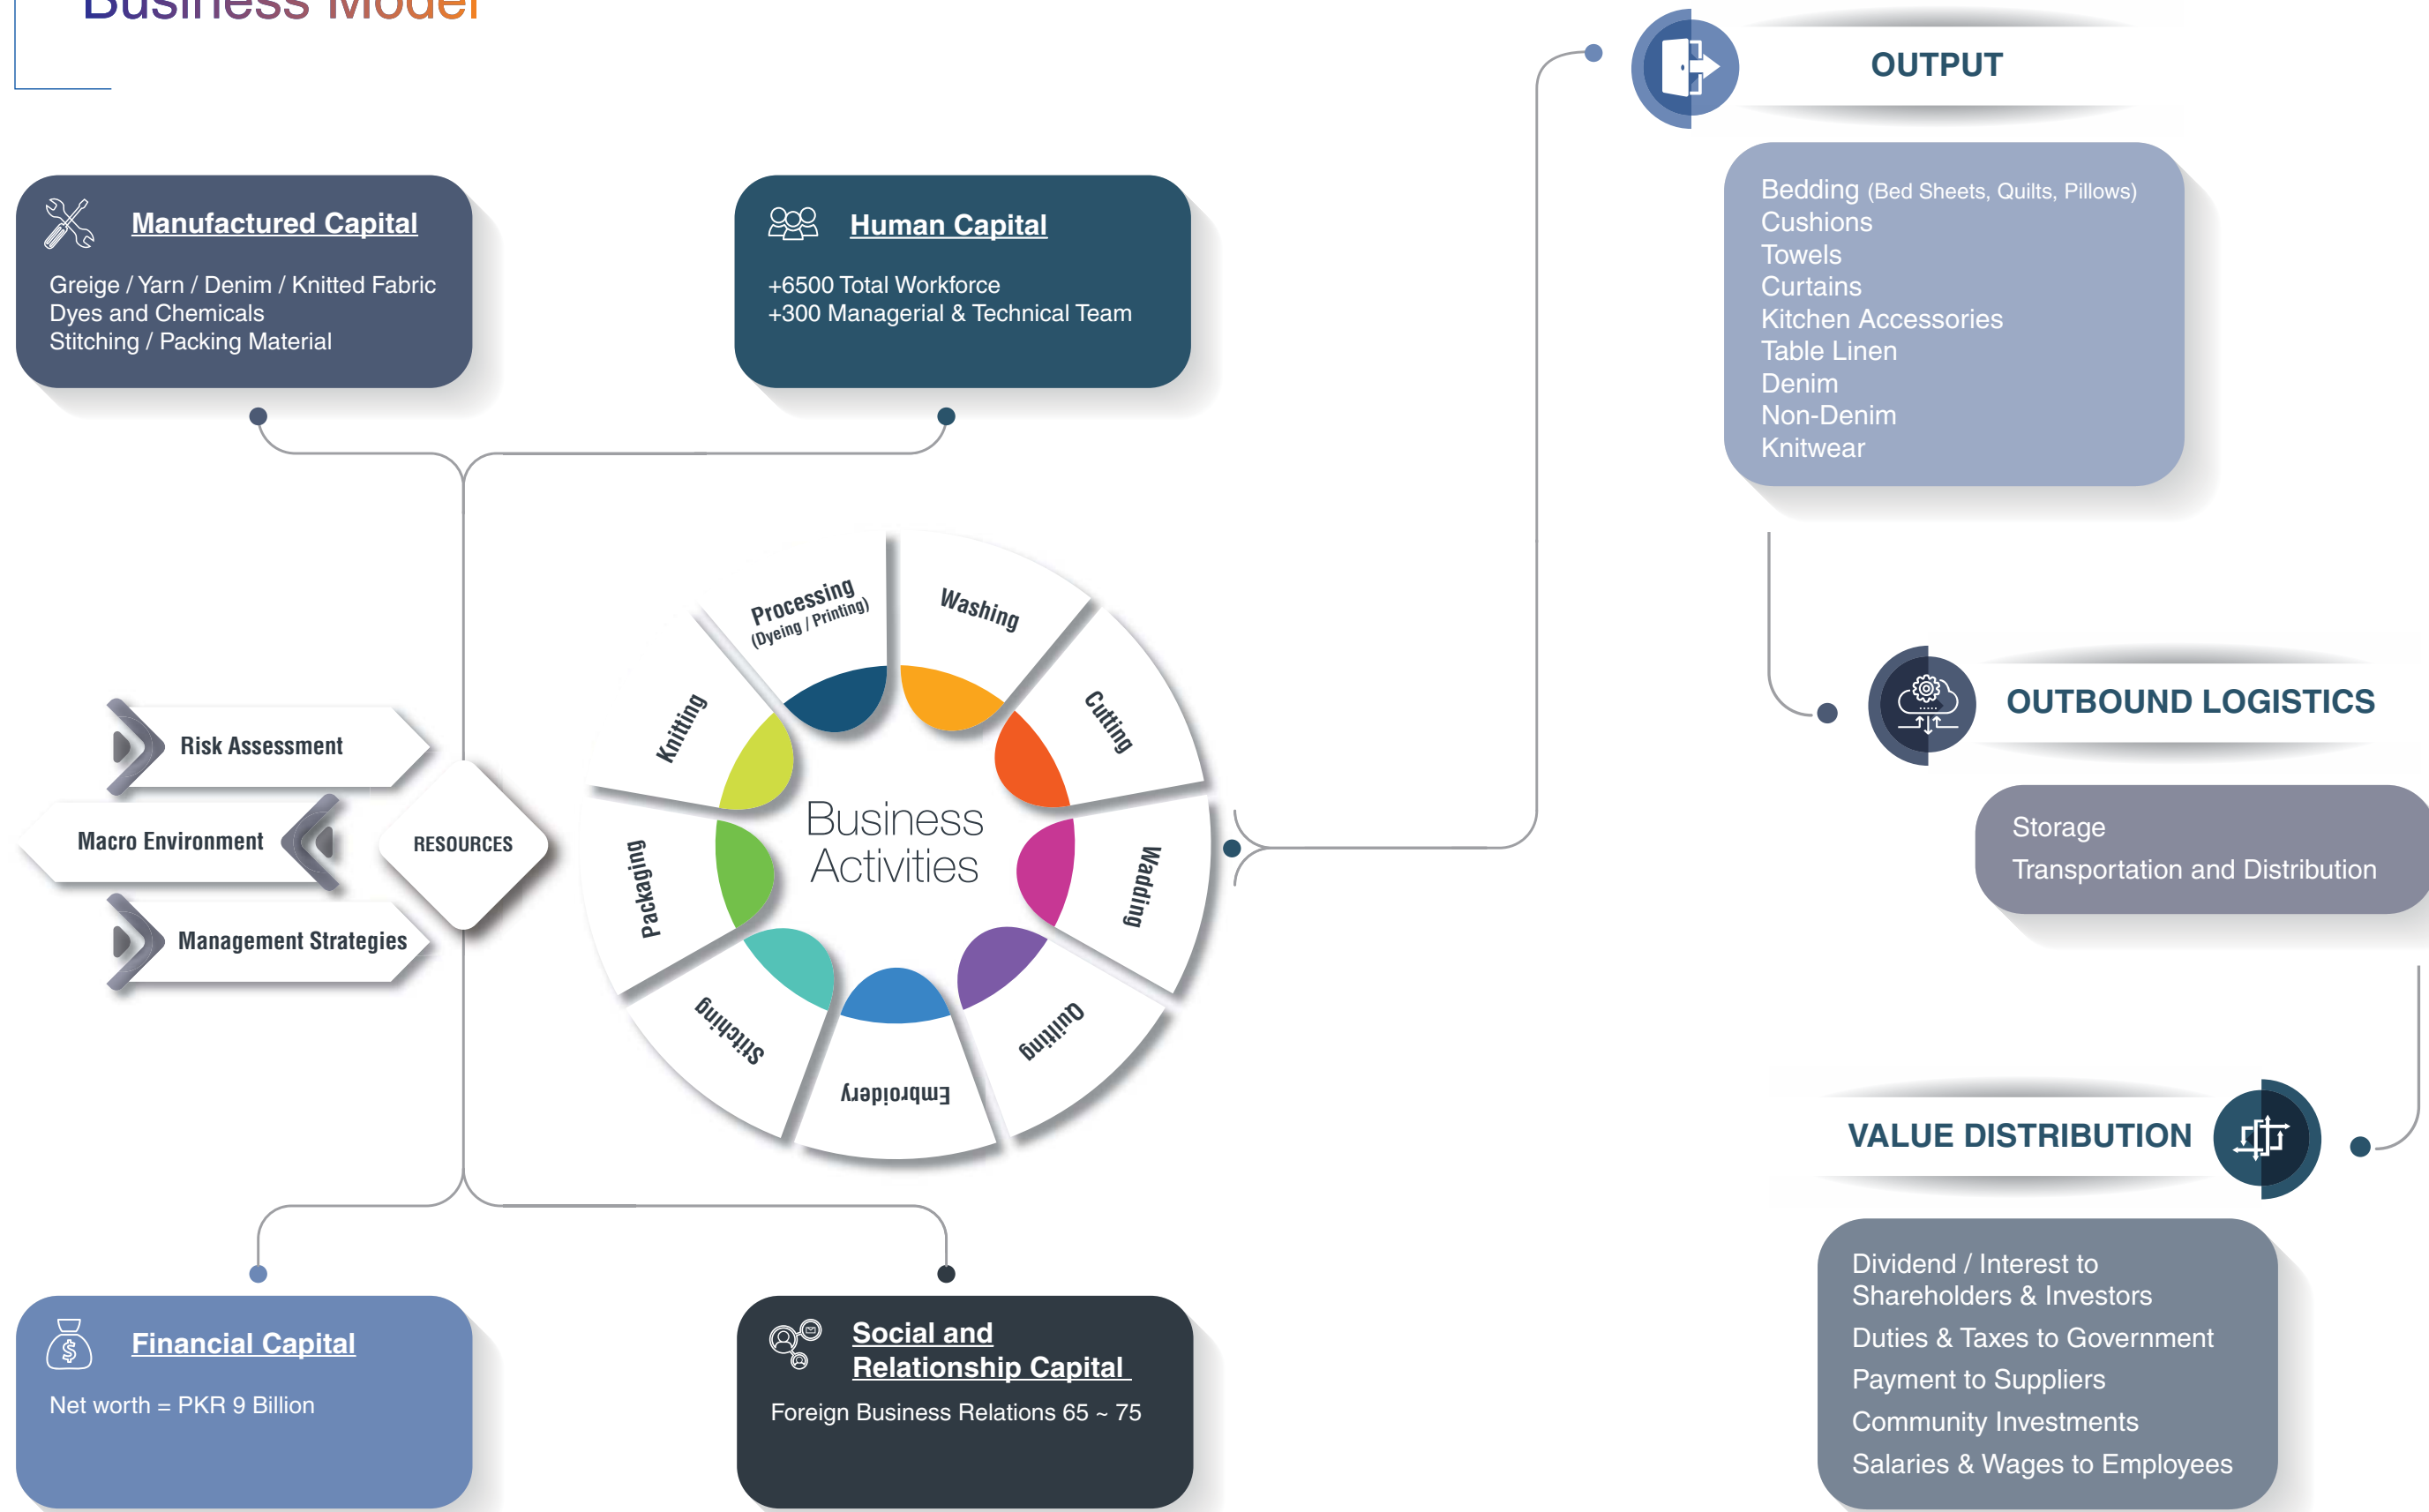 Business Model
Manufactured Capital
Greige / Yarn / Denim / Knitted Fabric
Dyes and Chemicals
Stitching / Packing Material
Human Capital
+6500 Total Workforce
+300 Managerial & Technical Team
Risk Assessment
Macro Environment
Management Strategies
RESOURCES
Business
Activities
Processing
(Dyeing / Printing)
Washing
Cutting
Wadding
Quilting
Embroidery
Stitching
Packaging
Knitting
Financial Capital
Net worth = PKR 9 Billion
Social and
Relationship Capital
Foreign Business Relations 65 ~ 75
OUTPUT
Bedding (Bed Sheets, Quilts, Pillows)
Cushions
Towels
Curtains
Kitchen Accessories
Table Linen
Denim
Non-Denim
Knitwear
OUTBOUND LOGISTICS
Storage
Transportation and Distribution
VALUE DISTRIBUTION
Dividend / Interest to
Shareholders & Investors
Duties & Taxes to Government
Payment to Suppliers
Community Investments
Salaries & Wages to Employees